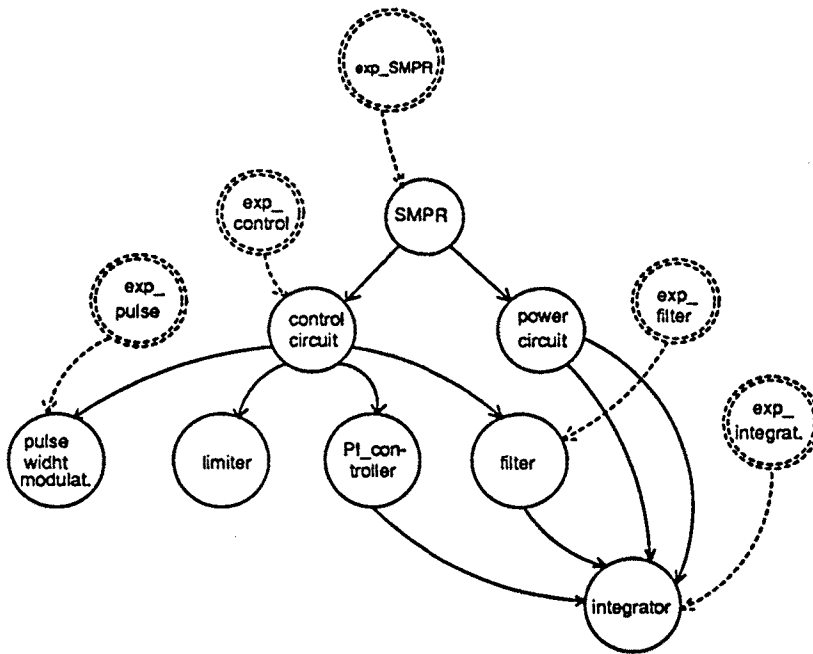 exp_SMPR
exp_
control
SMPR
exp_
pulse
control
circuit
power
circuit
exp_
filter
pulse
widht
modulat.
limiter
PI_con-
troller
filter
exp_
integrat.
integrator